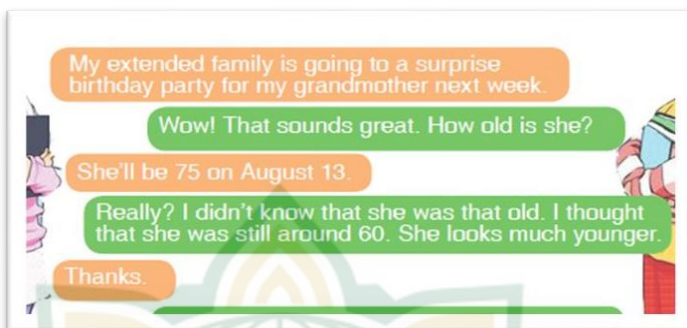 My extended family is going to a surprise
birthday party for my grandmother next week.
Wow! That sounds great. How old is she?
She'll be 75 on August 13.
Really? I didn't know that she was that old. I thought
that she was still around 60. She looks much younger.
Thanks.